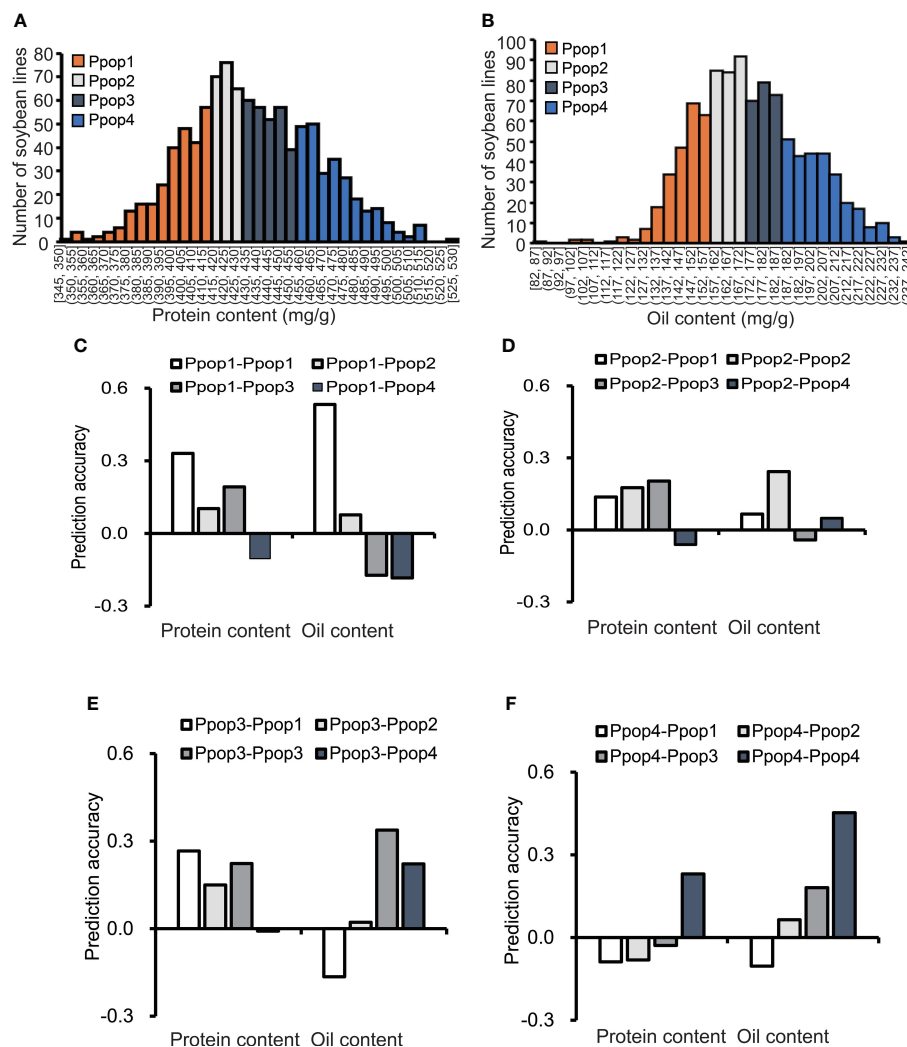 A
Number of soybean lines
80
70
60
50
40
30
20
10
0
Ppop1
Ppop2
Ppop3
Ppop4
[345, 350]
(350, 355]
(355, 360]
(360, 365]
(365, 370]
(370, 375]
(375, 380]
(380, 385]
(385, 390]
(390, 395]
(395, 400]
(400, 405]
(405, 410]
(410, 415]
(415, 420]
(420, 425]
(425, 430]
(430, 435]
(435, 440]
(440, 445]
(445, 450]
(450, 455]
(455, 460]
(460, 465]
(465, 470]
(470, 475]
(475, 480]
(480, 485]
(485, 490]
(490, 495]
(495, 500]
(500, 505]
(505, 510]
(510, 515]
(515, 520]
(520, 525]
(525, 530]
Protein content (mg/g)
B
Number of soybean lines
100
90
80
70
60
50
40
30
20
10
0
Ppop1
Ppop2
Ppop3
Ppop4
[82, 87]
(87, 92]
(92, 97]
(97, 102]
(102, 107]
(107, 112]
(112, 117]
(117, 122]
(122, 127]
(127, 132]
(132, 137]
(137, 142]
(142, 147]
(147, 152]
(152, 157]
(157, 162]
(162, 167]
(167, 172]
(172, 177]
(177, 182]
(182, 187]
(187, 192]
(192, 197]
(197, 202]
(202, 207]
(207, 212]
(212, 217]
(217, 222]
(222, 227]
(227, 232]
(232, 237]
(237, 242]
Oil content (mg/g)
C
Ppop1-Ppop1
Ppop1-Ppop2
Ppop1-Ppop3
Ppop1-Ppop4
Prediction accuracy
0.6
0.3
0.0
-0.3
Protein content
Oil content
D
Ppop2-Ppop1
Ppop2-Ppop2
Ppop2-Ppop3
Ppop2-Ppop4
Prediction accuracy
0.6
0.3
0.0
-0.3
Protein content
Oil content
E
Ppop3-Ppop1
Ppop3-Ppop2
Ppop3-Ppop3
Ppop3-Ppop4
Prediction accuracy
0.6
0.3
0.0
-0.3
Protein content
Oil content
F
Ppop4-Ppop1
Ppop4-Ppop2
Ppop4-Ppop3
Ppop4-Ppop4
Prediction accuracy
0.6
0.3
0.0
-0.3
Protein content
Oil content